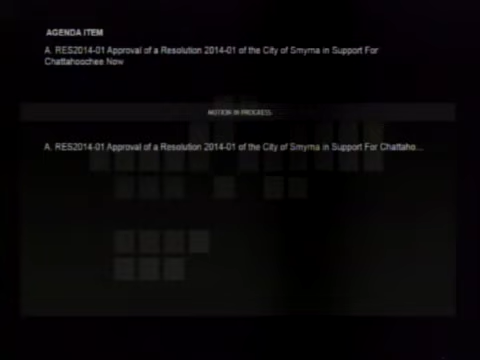 AGENDA ITEM
A. RES2014-01 Approval of a Resolution 2014-01 of the City of Smyrna in Support For
Chattahoochee Now
MOTION IN PROGRESS
A. RES2014-01 Approval of a Resolution 2014-01 of the City of Smyrna in Support For Chattaho...